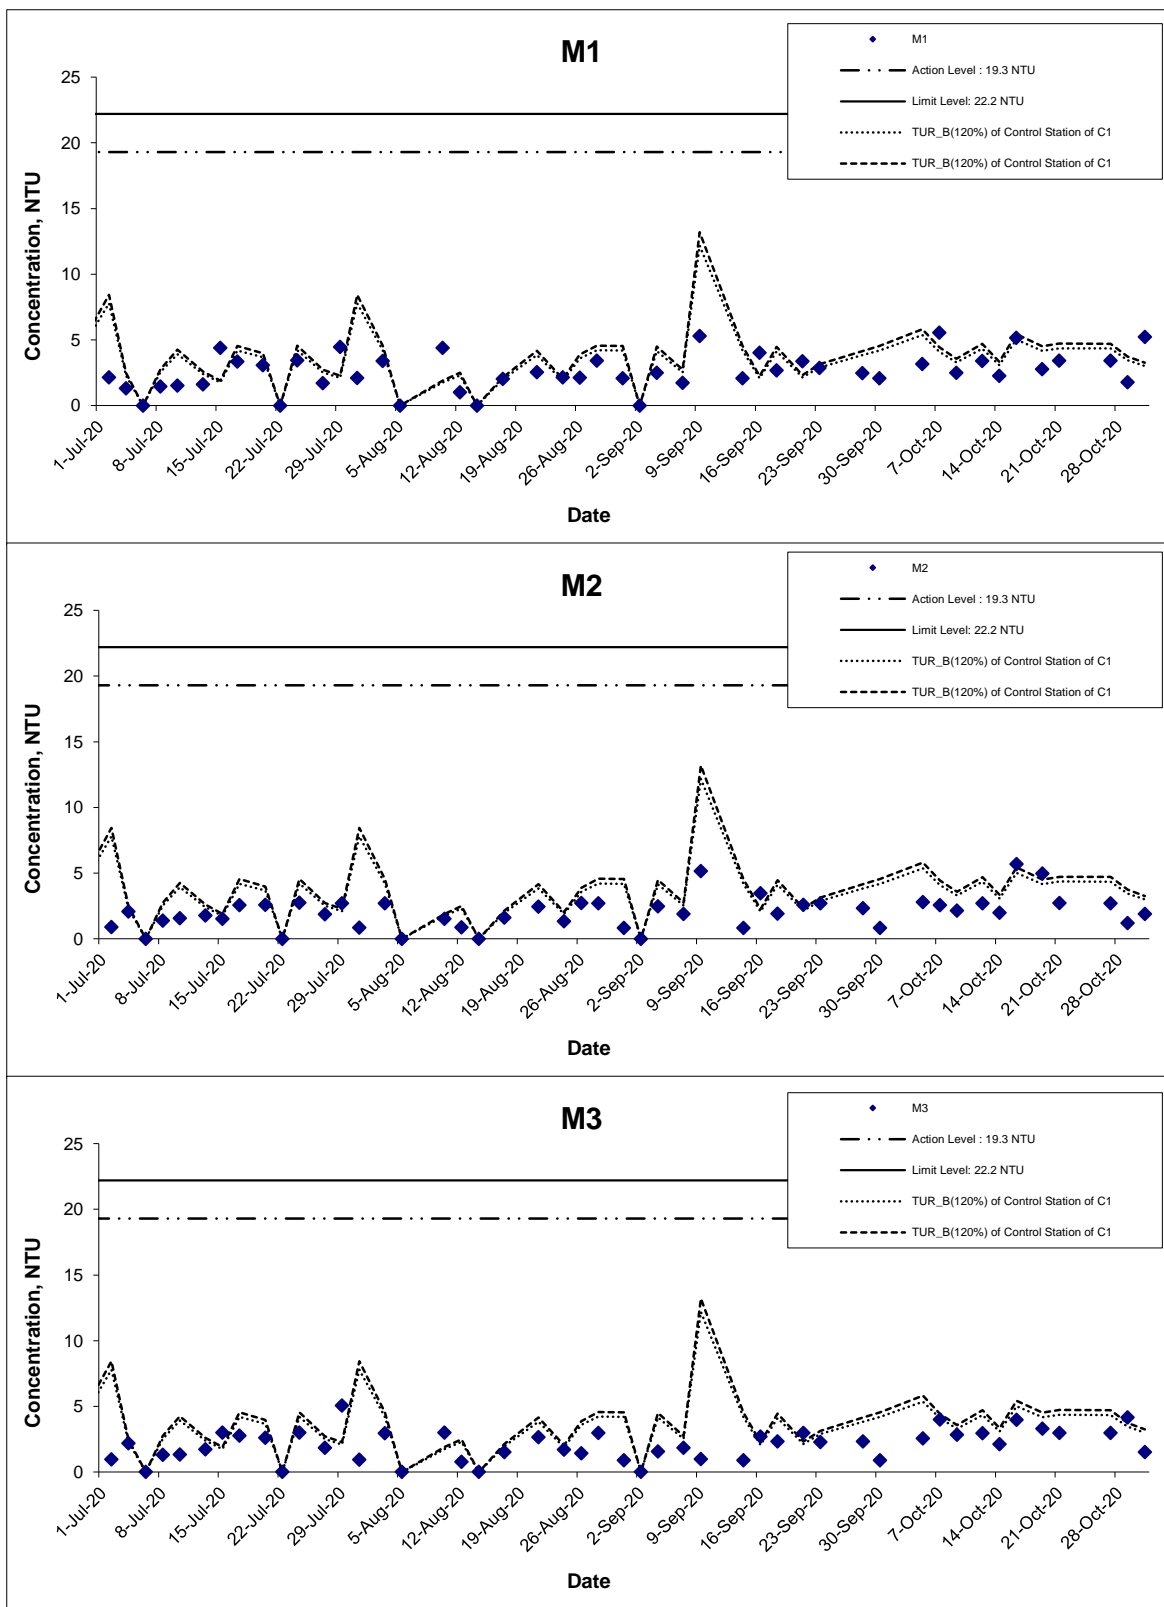 M1
M1
Action Level : 19.3 NTU
Limit Level: 22.2 NTU
TUR_B(120%) of Control Station of C1
TUR_B(120%) of Control Station of C1
Concentration, NTU
25
20
15
10
5
0
1-Jul-20 8-Jul-20 15-Jul-20 22-Jul-20 29-Jul-20 5-Aug-20 12-Aug-20 19-Aug-20 26-Aug-20 2-Sep-20 9-Sep-20 16-Sep-20 23-Sep-20 30-Sep-20 7-Oct-20 14-Oct-20 21-Oct-20 28-Oct-20
Date
M2
M2
Action Level : 19.3 NTU
Limit Level: 22.2 NTU
TUR_B(120%) of Control Station of C1
TUR_B(120%) of Control Station of C1
Concentration, NTU
25
20
15
10
5
0
1-Jul-20 8-Jul-20 15-Jul-20 22-Jul-20 29-Jul-20 5-Aug-20 12-Aug-20 19-Aug-20 26-Aug-20 2-Sep-20 9-Sep-20 16-Sep-20 23-Sep-20 30-Sep-20 7-Oct-20 14-Oct-20 21-Oct-20 28-Oct-20
Date
M3
M3
Action Level : 19.3 NTU
Limit Level: 22.2 NTU
TUR_B(120%) of Control Station of C1
TUR_B(120%) of Control Station of C1
Concentration, NTU
25
20
15
10
5
0
1-Jul-20 8-Jul-20 15-Jul-20 22-Jul-20 29-Jul-20 5-Aug-20 12-Aug-20 19-Aug-20 26-Aug-20 2-Sep-20 9-Sep-20 16-Sep-20 23-Sep-20 30-Sep-20 7-Oct-20 14-Oct-20 21-Oct-20 28-Oct-20
Date